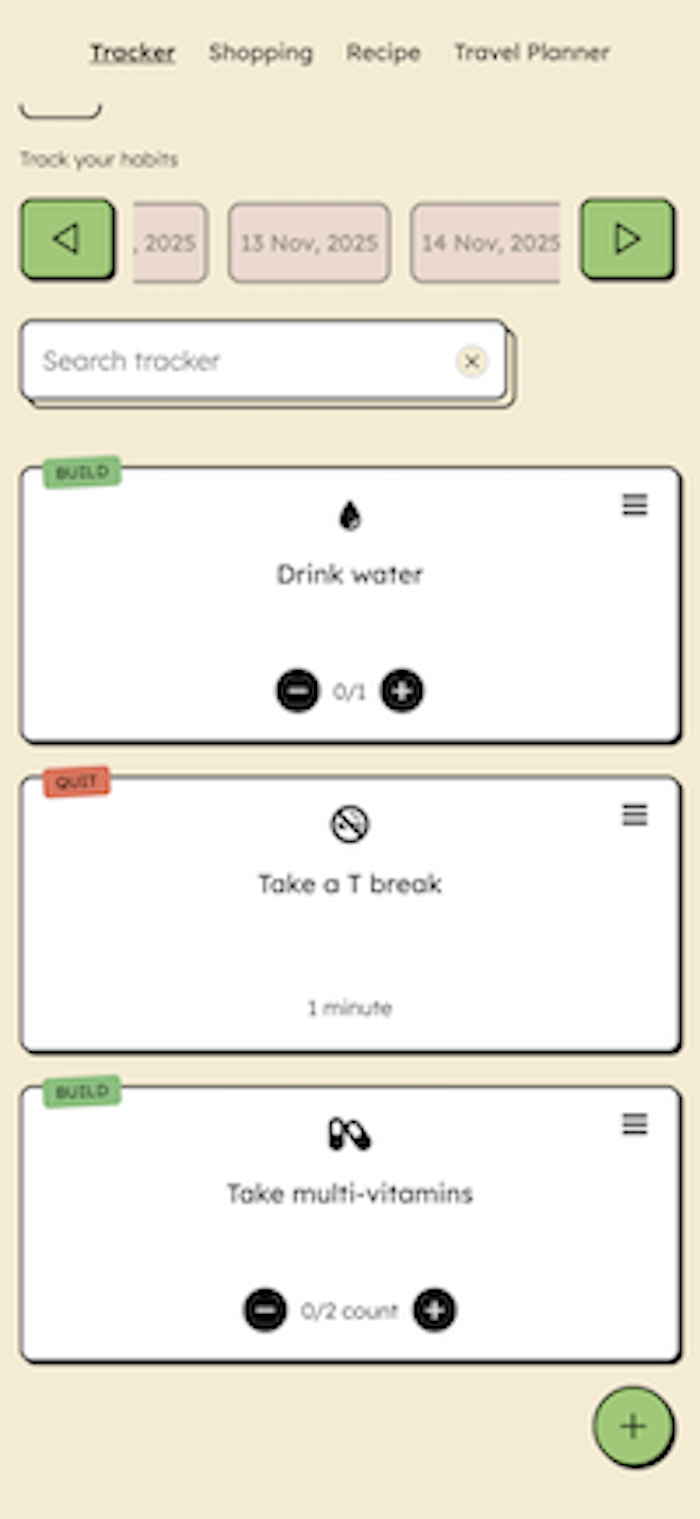 Tracker Shopping Recipe Travel Planner
Track your habits
, 2025 13 Nov, 2025 14 Nov, 2025
Search tracker
BUILD
Drink water
0/1
QUIT
Take a T break
1 minute
BUILD
Take multi-vitamins
0/2 count